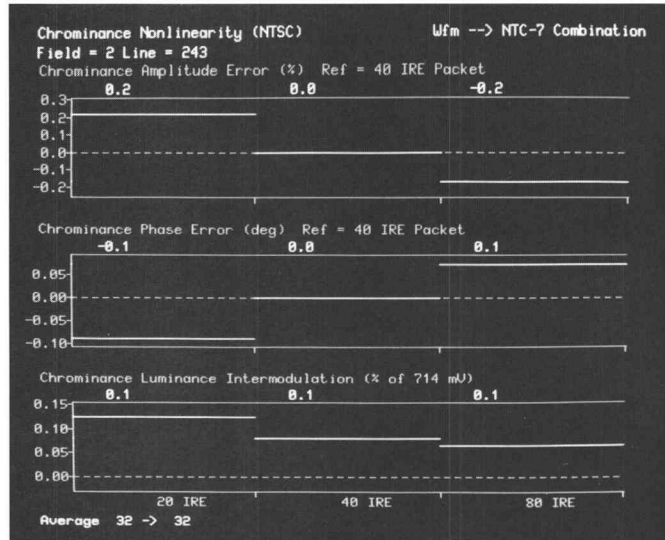 Chrominance Nonlinearity (NTSC) Wfm --> NTC-7 Combination
Field = 2 Line = 243
Chrominance Amplitude Error (%) Ref = 40 IRE Packet
0.2 0.0 -0.2
0.3
0.2
0.1
0.0
-0.1
-0.2
Chrominance Phase Error (deg) Ref = 40 IRE Packet
-0.1 0.0 0.1
0.05
0.00
-0.05
-0.10
Chrominance Luminance Intermodulation (% of 714 mV)
0.1 0.1 0.1
0.15
0.10
0.05
0.00
20 IRE 40 IRE 80 IRE
Average 32 -> 32